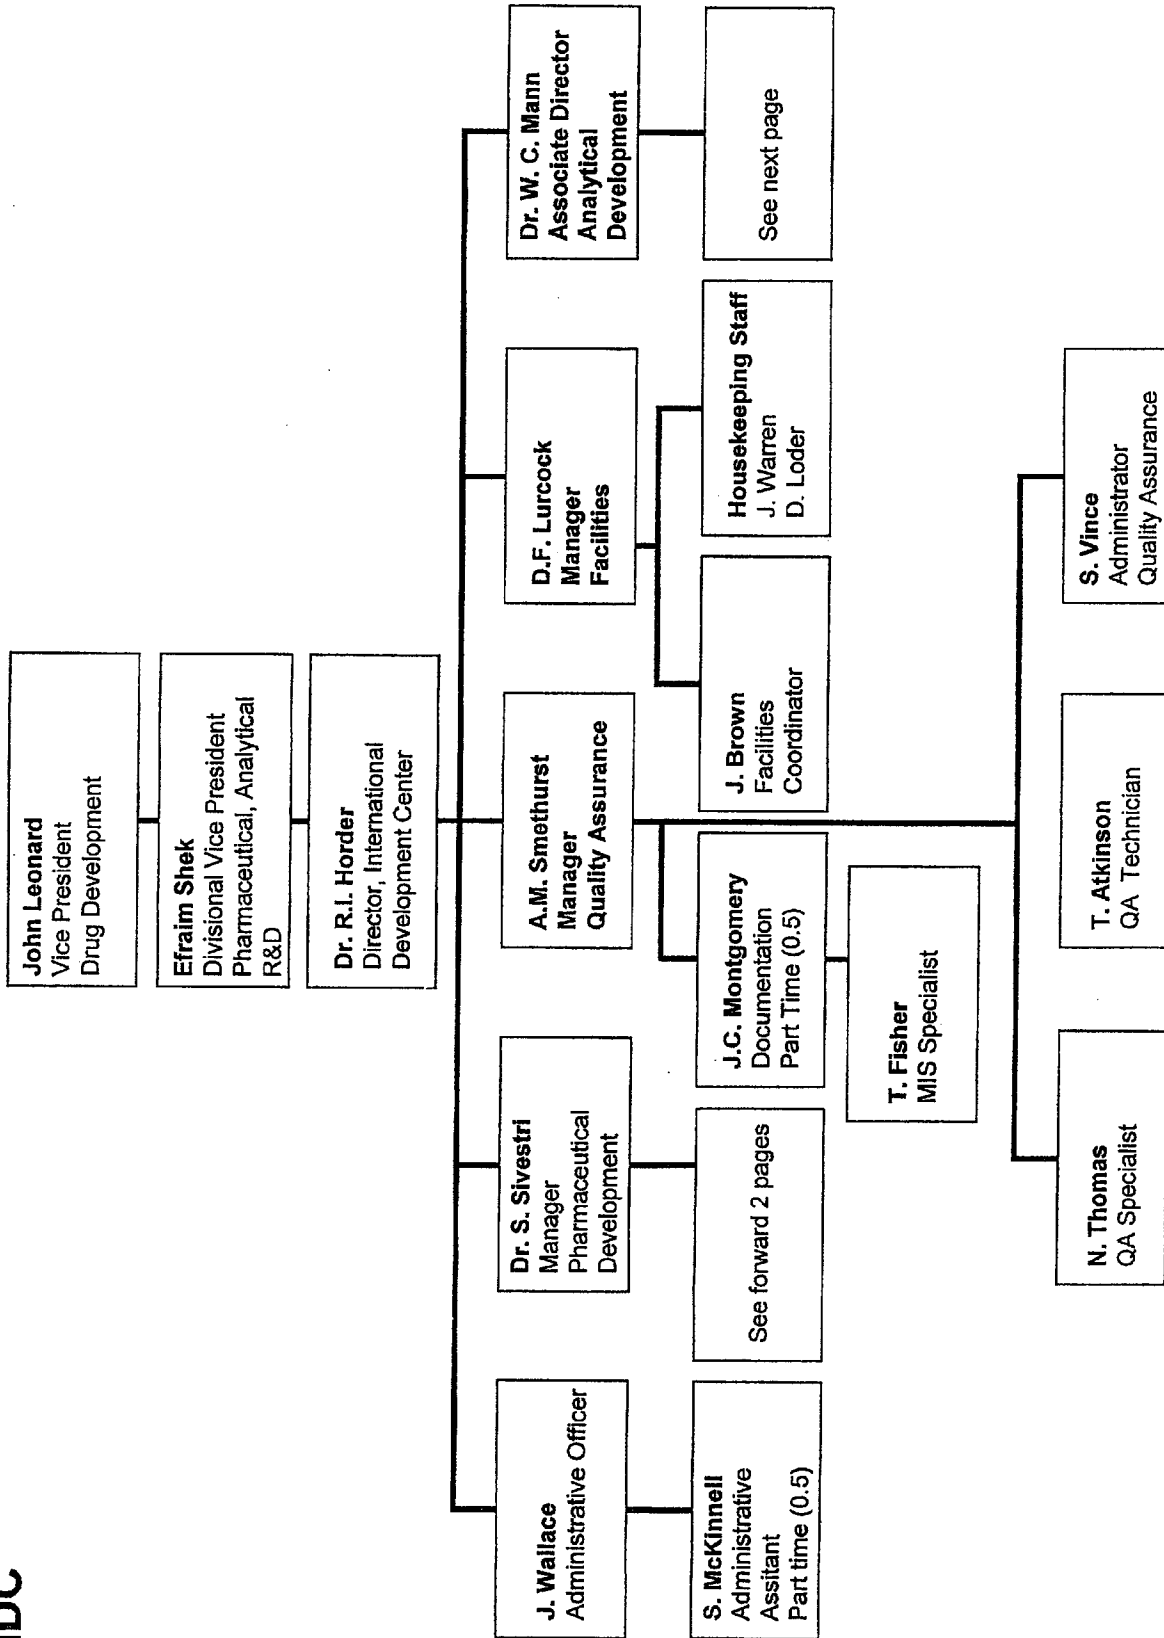 IDC
John Leonard
Vice President
Drug Development
Efraim Shek
Divisional Vice President
Pharmaceutical, Analytical
R&D
Dr. R.I. Horder
Director, International
Development Center
J. Wallace
Administrative Officer
Dr. S. Sivestri
Manager
Pharmaceutical
Development
A.M. Smethurst
Manager
Quality Assurance
D.F. Lurcock
Manager
Facilities
Dr. W. C. Mann
Associate Director
Analytical
Development
S. McKinnell
Administrative
Assitant
Part time (0.5)
See forward 2 pages
J.C. Montgomery
Documentation
Part Time (0.5)
J. Brown
Facilities
Coordinator
Housekeeping Staff
J. Warren
D. Loder
See next page
T. Fisher
MIS Specialist
N. Thomas
QA Specialist
T. Atkinson
QA Technician
S. Vince
Administrator
Quality Assurance